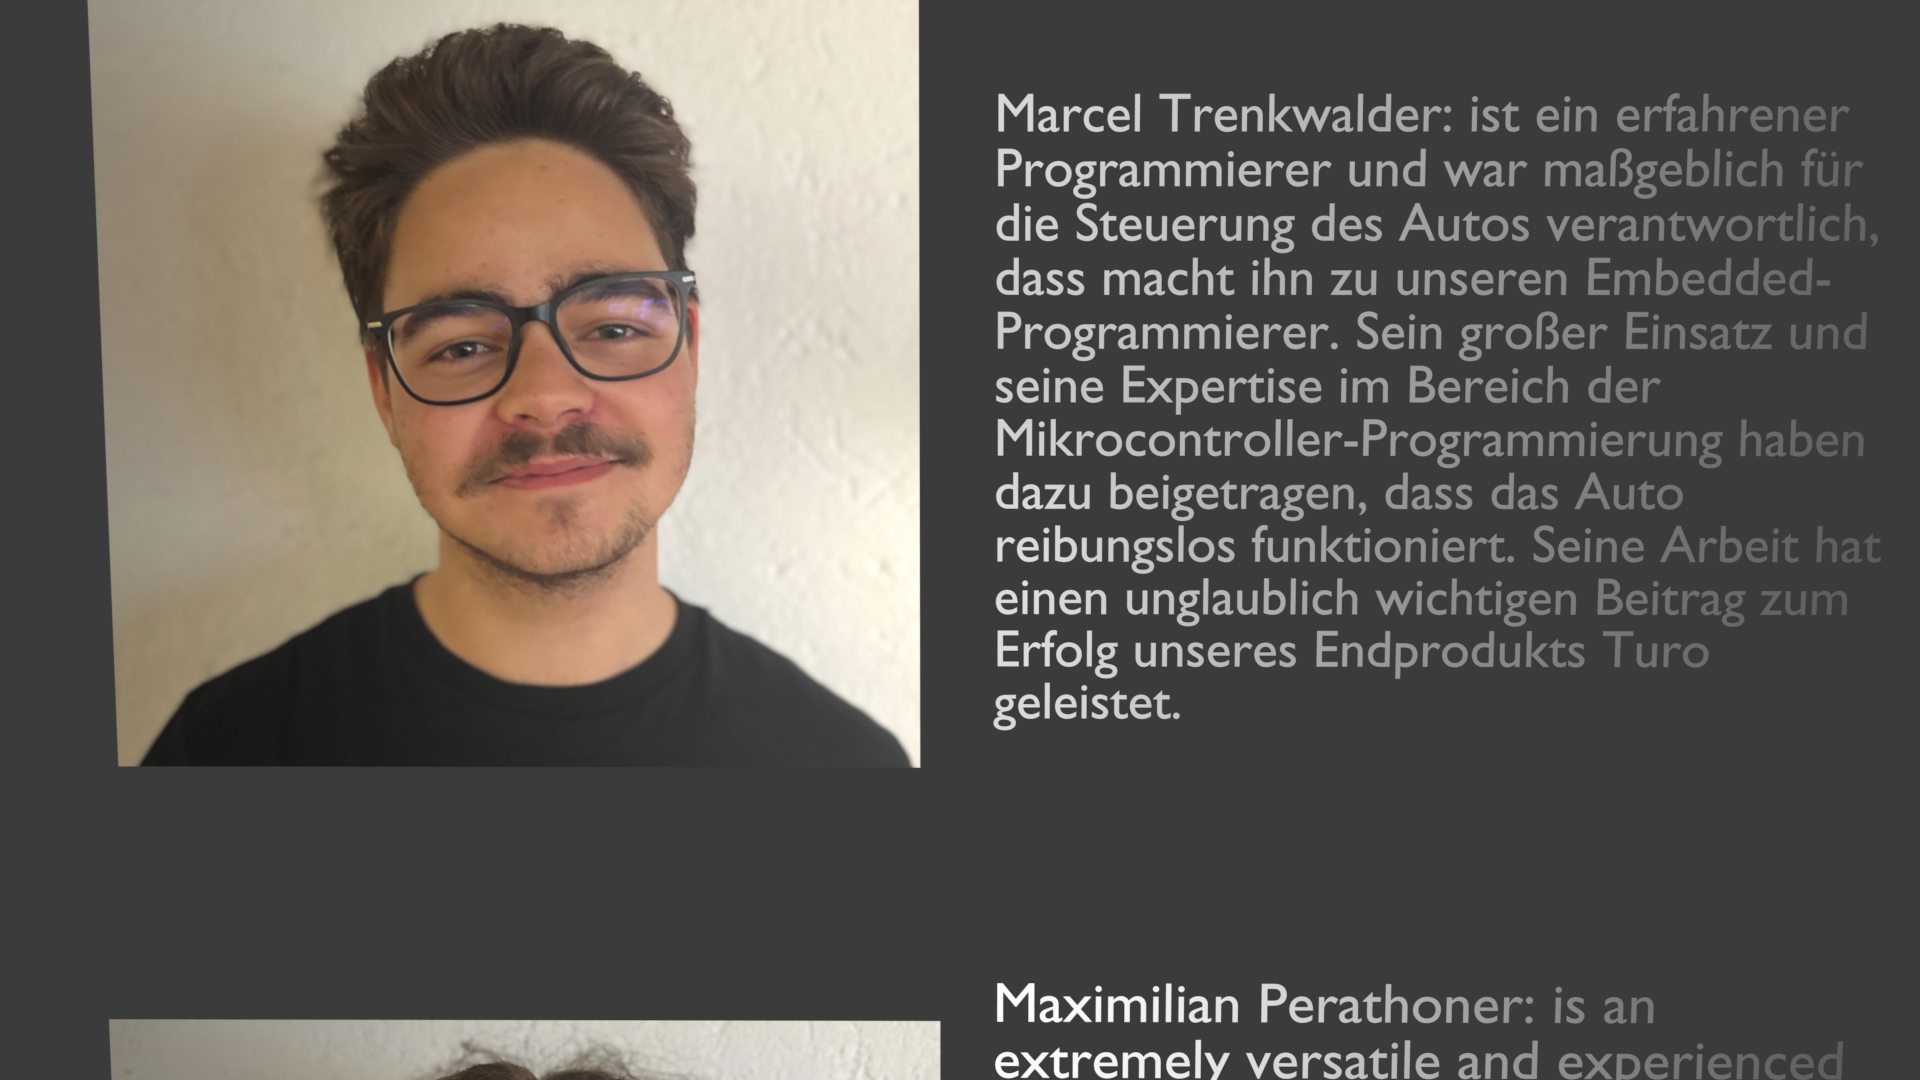 Marcel Trenkwalder: ist ein erfahrener
Programmierer und war maßgeblich für
die Steuerung des Autos verantwortlich,
dass macht ihn zu unseren Embedded-
Programmierer. Sein großer Einsatz und
seine Expertise im Bereich der
Mikrocontroller-Programmierung haben
dazu beigetragen, dass das Auto
reibungslos funktioniert. Seine Arbeit hat
einen unglaublich wichtigen Beitrag zum
Erfolg unseres Endprodukts Turo
geleistet.
Maximilian Perathoner: is an
extremely versatile and experienced